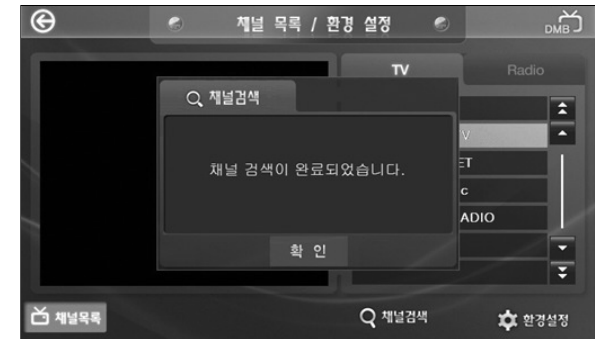 채널 목록 / 환경 설정
DMB
TV
Radio
채널검색
채널 검색이 완료되었습니다.
확 인
V
ET
c
ADIO
채널목록
채널검색
환경설정